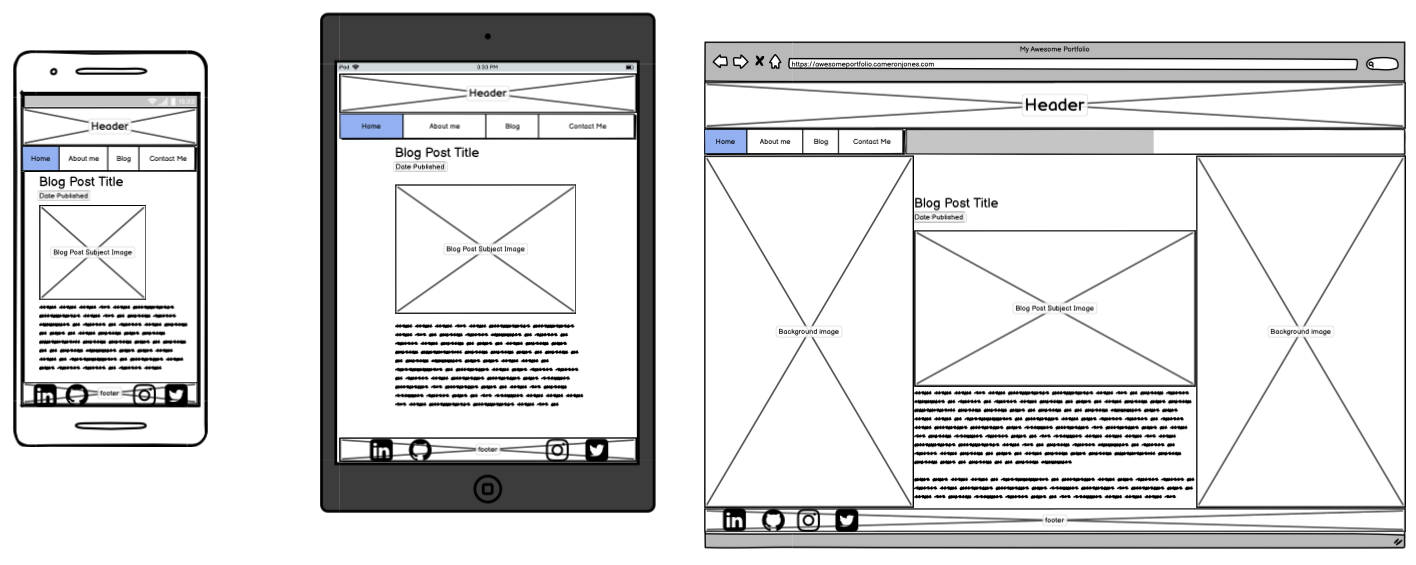 Header
Home About me Blog Contact Me
Blog Post Title
Date Published
Blog Post Subject Image
footer
iPod 3:30 PM
Header
Home About me Blog Contact Me
Blog Post Title
Date Published
Blog Post Subject Image
footer
My Awesome Portfolio
https://awesomeportfolio.comeronjones.com
Header
Home About me Blog Contact Me
Blog Post Title
Date Published
Blog Post Subject Image
Background image
Background image
footer